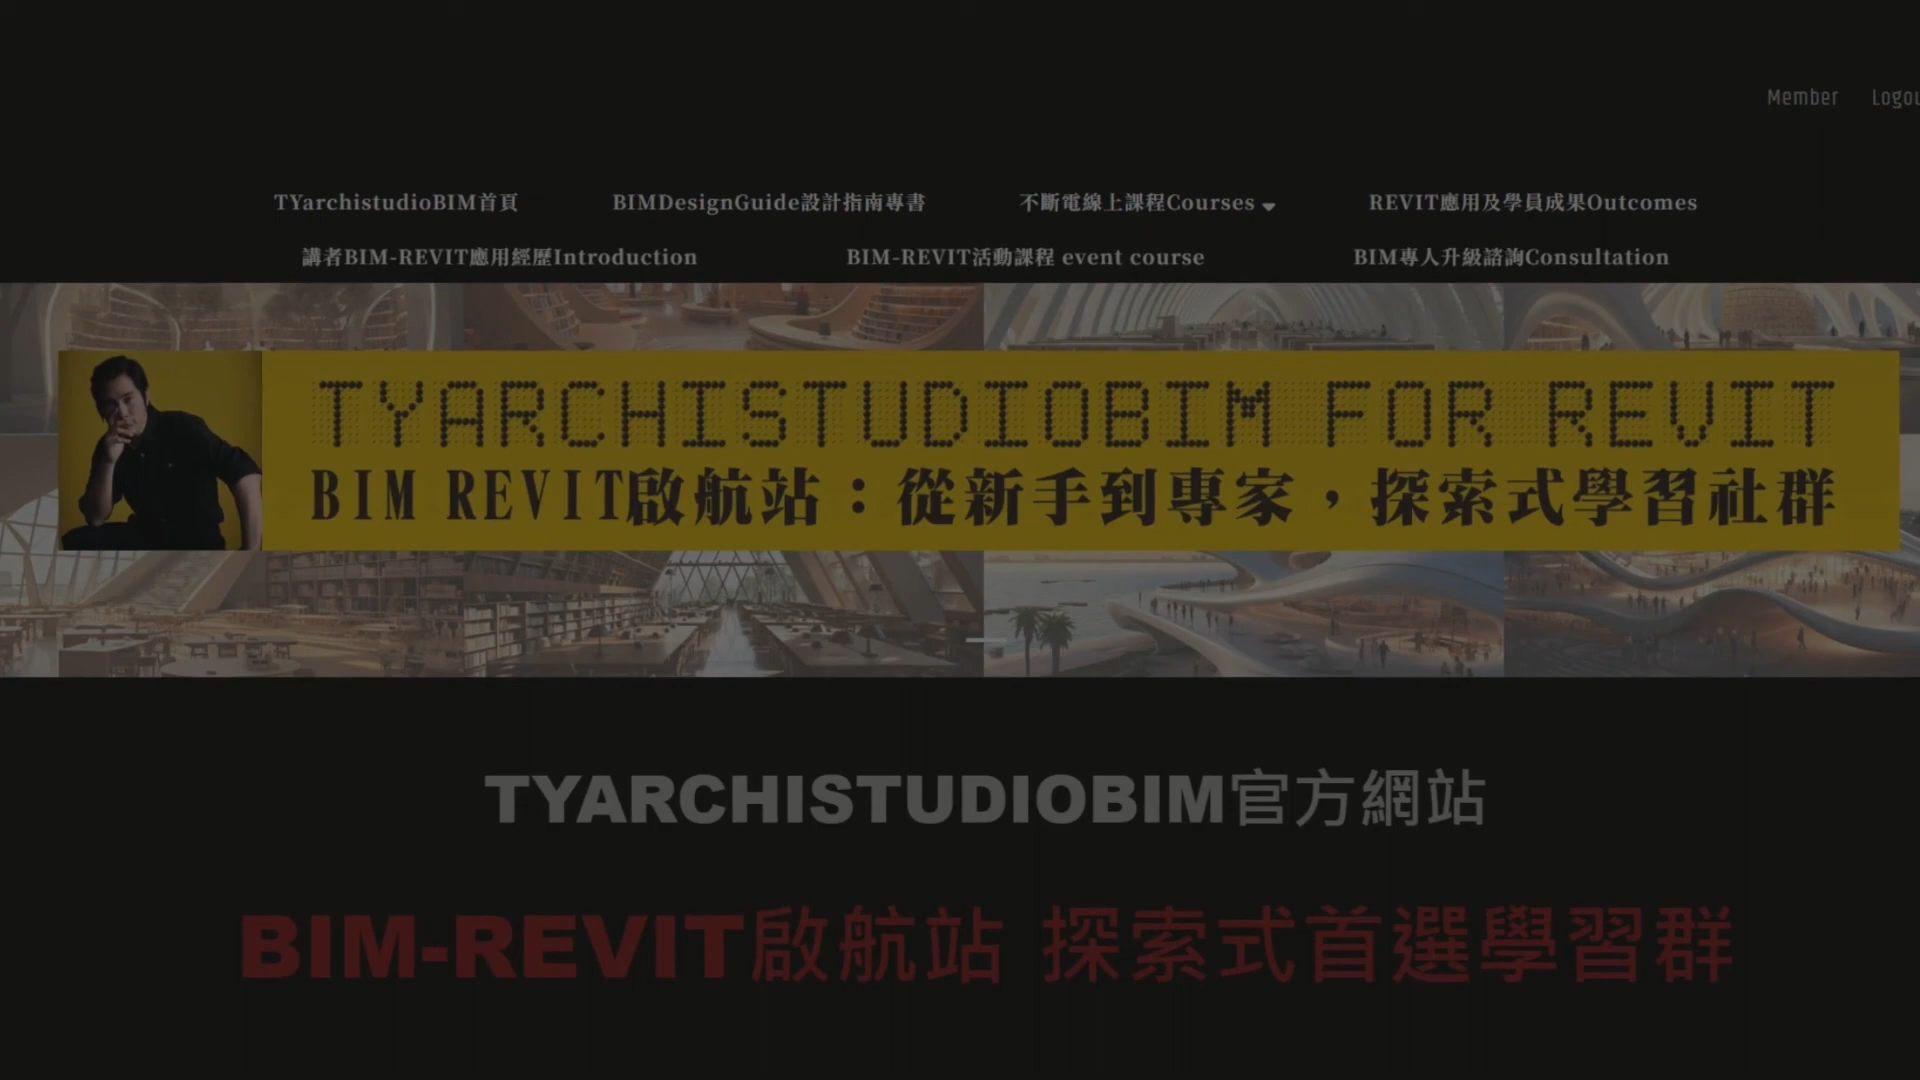 Member Logou
TYarchistudioBIM首頁 BIMDesignGuide設計指南專書 不斷電線上課程Courses REVIT應用及學員成果Outcomes
講者BIM-REVIT應用經歷Introduction BIM-REVIT活動課程 event course BIM專人升級諮詢Consultation
TYARCHISTUDIOBIM FOR REVIT
BIM REVIT啟航站：從新手到專家，探索式學習社群
TYARCHISTUDIOBIM官方網站
BIM-REVIT啟航站 探索式首選學習群